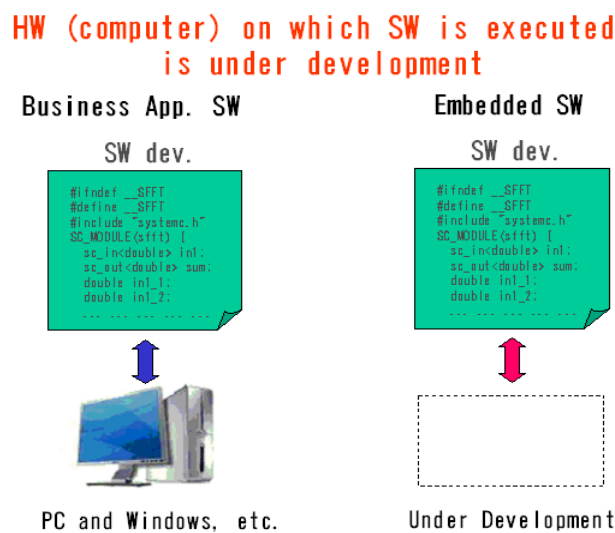 HW (computer) on which SW is executed
is under development
Business App. SW
Embedded SW
SW dev.
SW dev.
#ifndef __SFFT
#define __SFFT
#include "systemc.h"
SC_MODULE(sfft) [
sc_in<double> in1;
sc_out<double> sum;
double in1_1;
double in1_2;
... ... ... ... ...
#ifndef __SFFT
#define __SFFT
#include "systemc.h"
SC_MODULE(sfft) [
sc_in<double> in1;
sc_out<double> sum;
double in1_1;
double in1_2;
... ... ... ... ...
PC and Windows, etc.
Under Development